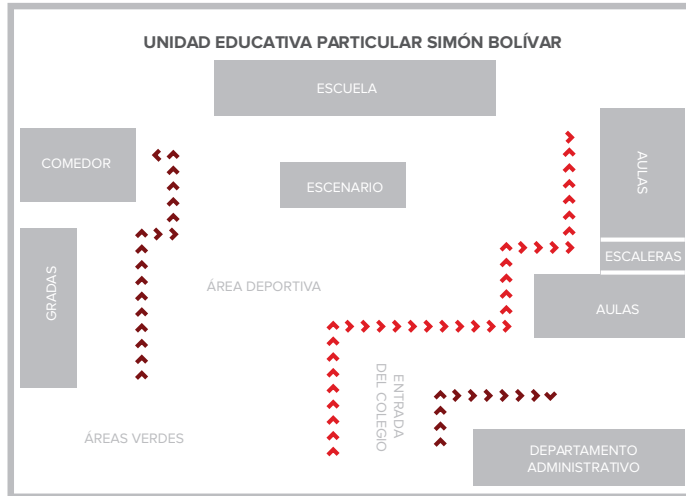 UNIDAD EDUCATIVA PARTICULAR SIMÓN BOLÍVAR
ESCUELA
COMEDOR
ESCENARIO
AULAS
GRADAS
ESCALERAS
ÁREA DEPORTIVA
AULAS
ENTRADA
DEL COLEGIO
ÁREAS VERDES
DEPARTAMENTO
ADMINISTRATIVO